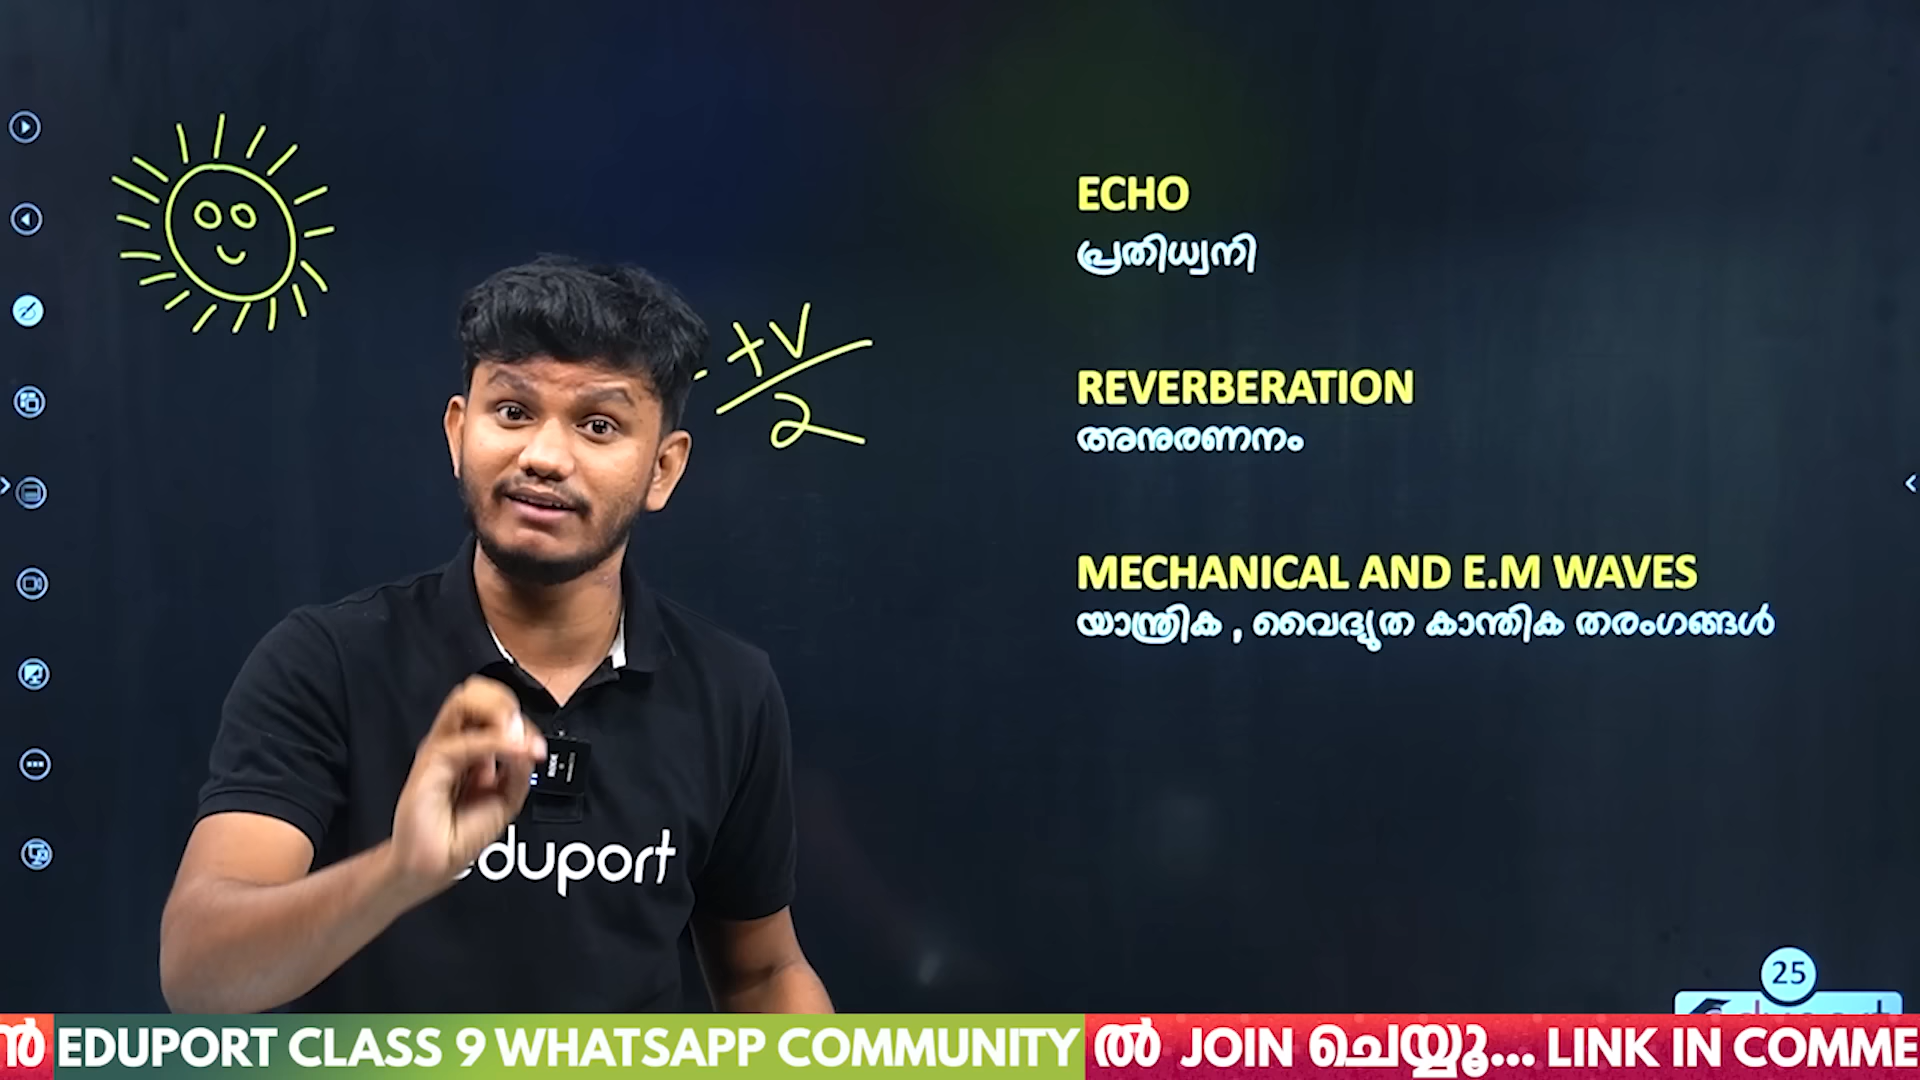 ECHO
പ്രതിധ്വനി
+v
2
REVERBERATION
അനുരണനം
MECHANICAL AND E.M WAVES
യാന്ത്രിക , വൈദ്യുത കാന്തിക തരംഗങ്ങൾ
eduport
25
eduport
ൽ EDUPORT CLASS 9 WHATSAPP COMMUNITY ൽ JOIN ചെയ്യൂ... LINK IN COMME